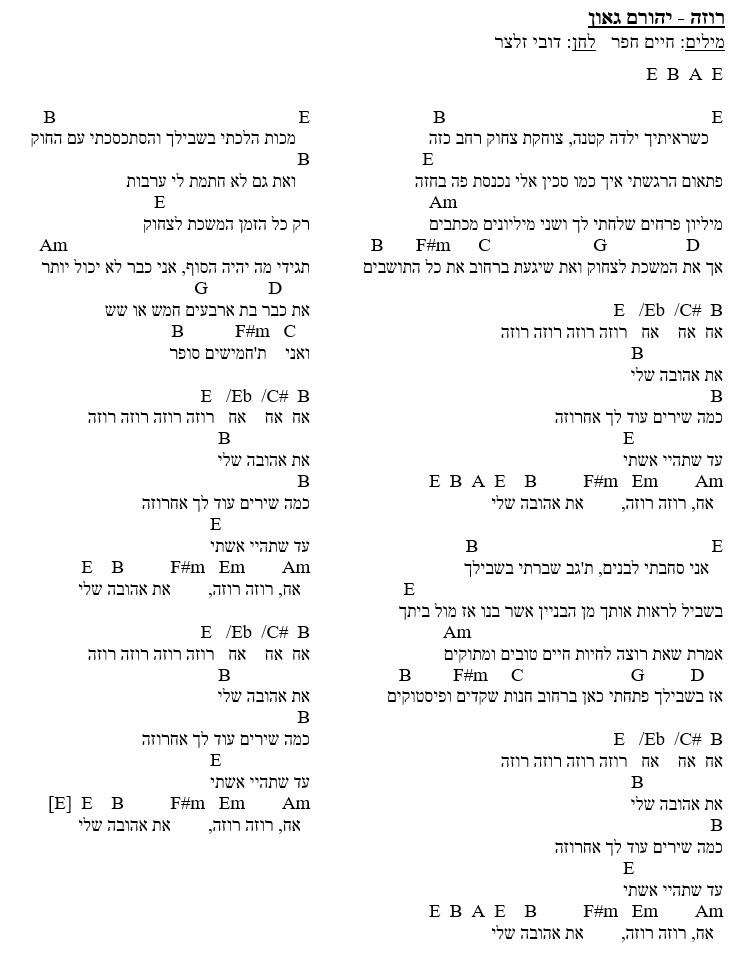 רוזה - יהורם גאון
מילים: חיים חפר לחן: דובי זלצר
E B A E
B E
כשראיתיך ילדה קטנה, צוחקת צחוק רחב כזה
E
פתאום הרגשתי איך כמו סכין אלי נכנסת פה בחזה
Am
מיליון פרחים שלחתי לך ושני מיליונים מכתבים
B F#m C G D
אך את המשכת לצחוק ואת שיגעת ברחוב את כל התושבים
E /Eb /C# B
אח אח אח רוזה רוזה רוזה רוזה
B
את אהובה שלי
B
כמה שירים עוד לך אחרוזה
E
עד שתהיי אשתי
E B A E B F#m Em Am
אח, רוזה רוזה, את אהובה שלי
B E
אני סחבתי לבנים, ת'גב שברתי בשבילך
E
בשביל לראות אותך מן הבניין אשר בנו אז מול ביתך
Am
אמרת שאת רוצה לחיות חיים טובים ומתוקים
B F#m C G D
אז בשבילך פתחתי כאן ברחוב חנות שקדים ופיסטוקים
E /Eb /C# B
אח אח אח רוזה רוזה רוזה רוזה
B
את אהובה שלי
B
כמה שירים עוד לך אחרוזה
E
עד שתהיי אשתי
E B A E B F#m Em Am
אח, רוזה רוזה, את אהובה שלי
B E
מכות הלכתי בשבילך והסתכסכתי עם החוק
B
ואת גם לא חתמת לי ערבות
E
רק כל הזמן המשכת לצחוק
Am
תגידי מה יהיה הסוף, אני כבר לא יכול יותר
G D
את כבר בת ארבעים חמש או שש
B F#m C
ואני ת'חמישים סופר
E /Eb /C# B
אח אח אח רוזה רוזה רוזה רוזה
B
את אהובה שלי
B
כמה שירים עוד לך אחרוזה
E
עד שתהיי אשתי
E B F#m Em Am
אח, רוזה רוזה, את אהובה שלי
E /Eb /C# B
אח אח אח רוזה רוזה רוזה רוזה
B
את אהובה שלי
B
כמה שירים עוד לך אחרוזה
E
עד שתהיי אשתי
[E] E B F#m Em Am
אח, רוזה רוזה, את אהובה שלי